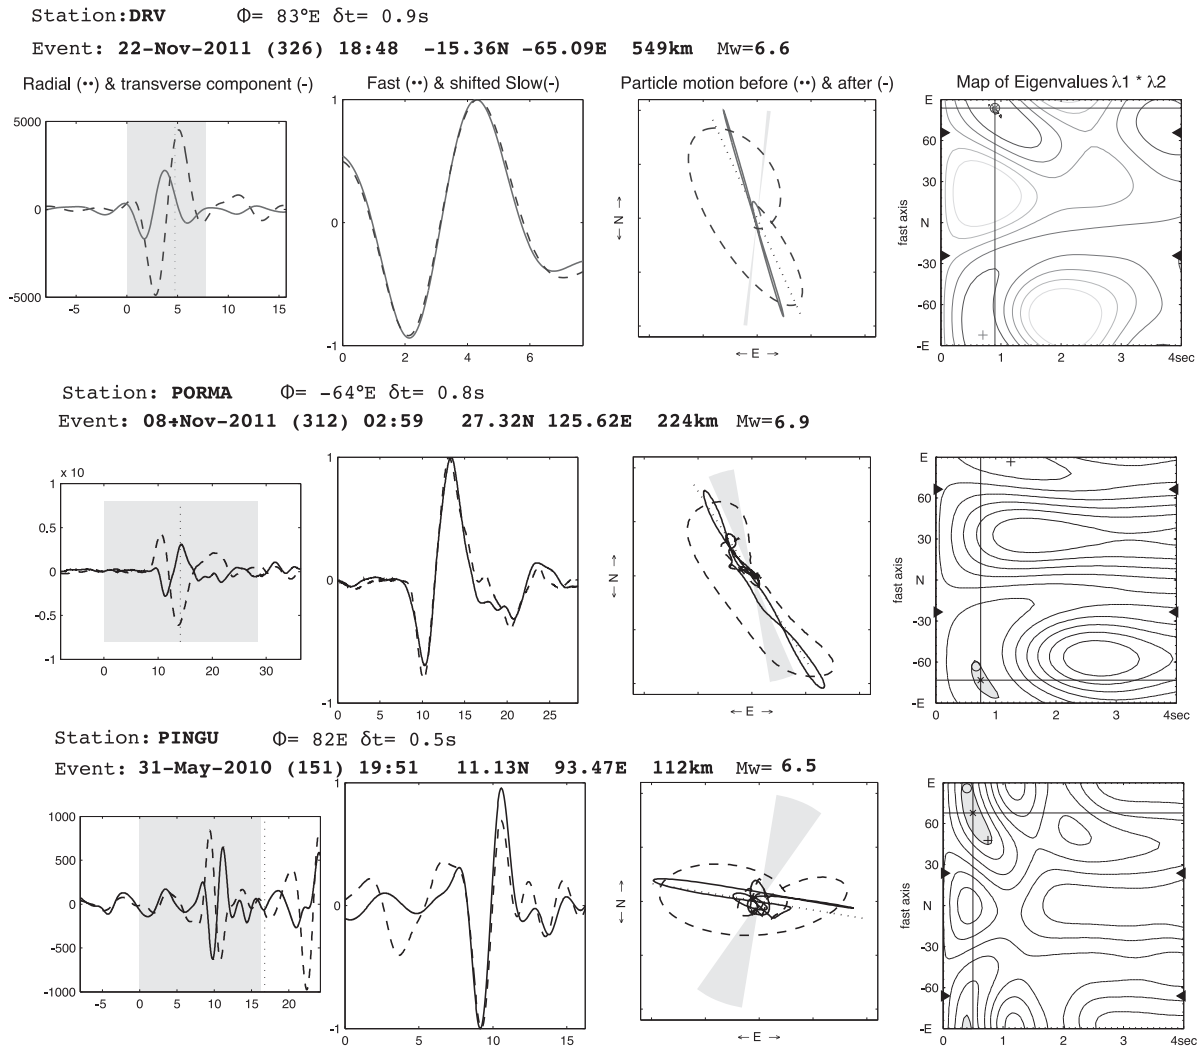 Station:DRV Φ= 83°E δt= 0.9s
Event: 22-Nov-2011 (326) 18:48 -15.36N -65.09E 549km Mw=6.6
Radial (••) & transverse component (-) Fast (••) & shifted Slow(-) Particle motion before (••) & after (-) Map of Eigenvalues λ1 * λ2
5000
0
-5000
-5 0 5 10 15
1
0
-1
0 2 4 6
← N →
← E →
fast axis
E
60
30
N
-30
-60
-E
0 1 2 3 4sec
Station: PORMA Φ= -64°E δt= 0.8s
Event: 08+Nov-2011 (312) 02:59 27.32N 125.62E 224km Mw=6.9
x 10
1
0.5
0
-0.5
-1
0 10 20 30
1
0
-1
0 5 10 15 20 25
← N →
← E →
fast axis
E
60
30
N
-30
-60
-E
0 1 2 3 4sec
Station: PINGU Φ= 82E δt= 0.5s
Event: 31-May-2010 (151) 19:51 11.13N 93.47E 112km Mw= 6.5
1000
500
0
-500
-1000
-5 0 5 10 15 20
1
0
-1
0 5 10 15
← N →
← E →
fast axis
E
60
30
N
-30
-60
-E
0 1 2 3 4sec